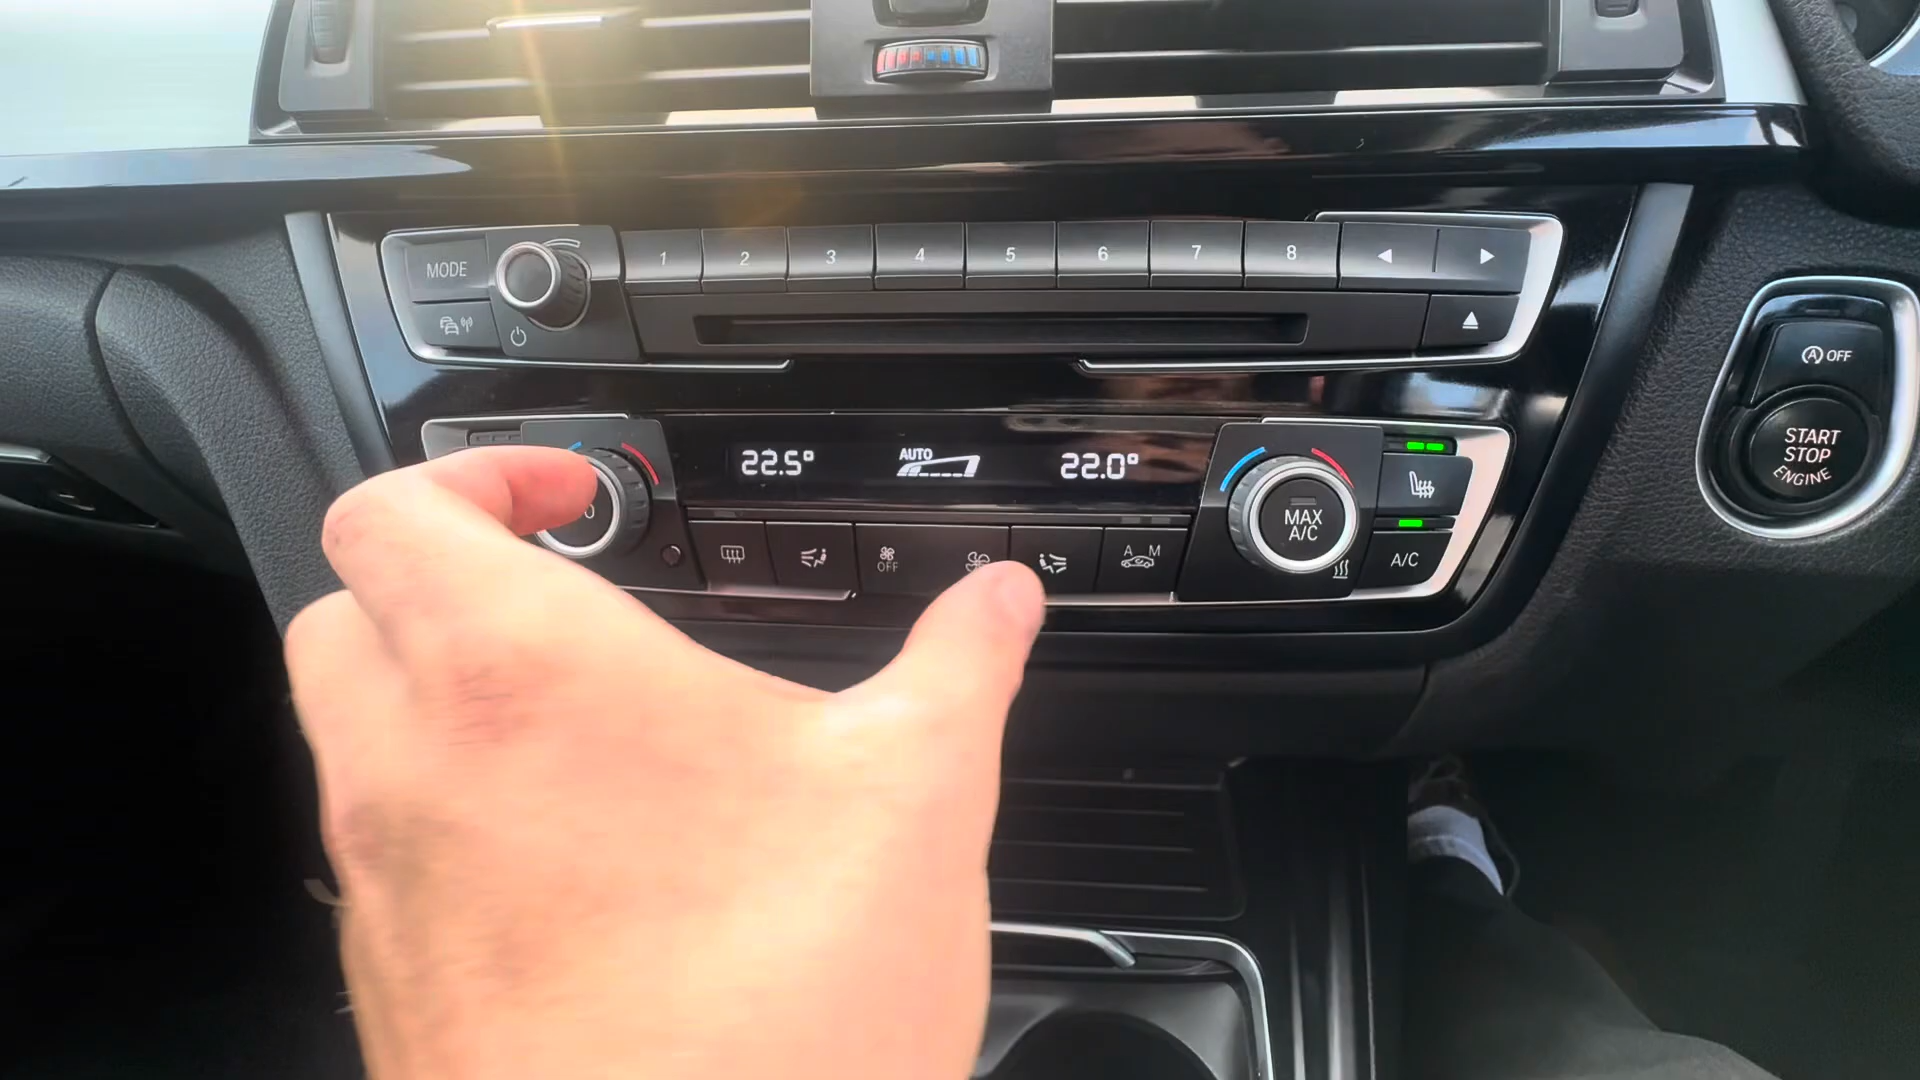 MODE
1 2 3 4 5 6 7 8
OFF
START
STOP
ENGINE
22.5° AUTO 22.0°
MAX
A/C
OFF
A M
A/C